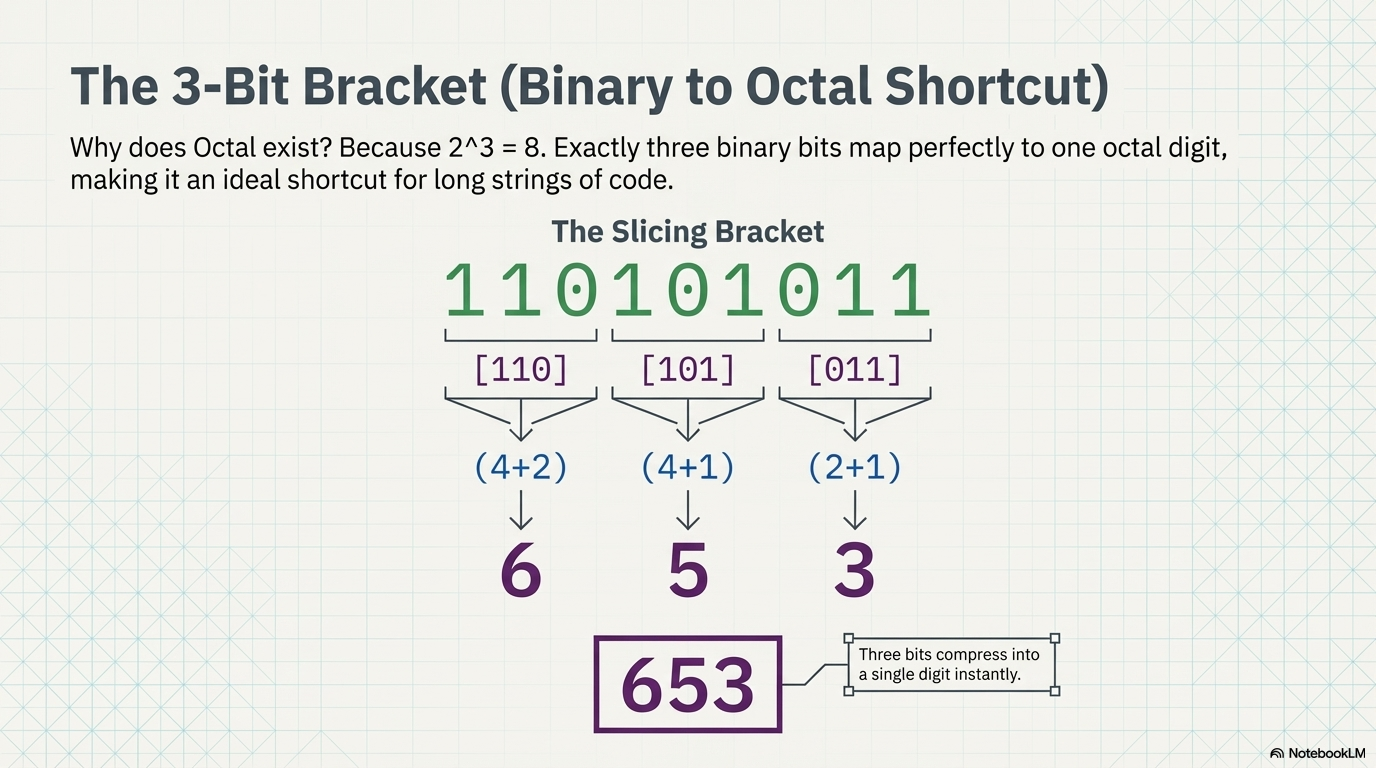 The 3-Bit Bracket (Binary to Octal Shortcut)
Why does Octal exist? Because 2^3 = 8. Exactly three binary bits map perfectly to one octal digit,
making it an ideal shortcut for long strings of code.
The Slicing Bracket
110101011
[110] [101] [011]
(4+2) (4+1) (2+1)
6 5 3
653
Three bits compress into
a single digit instantly.
NotebookLM